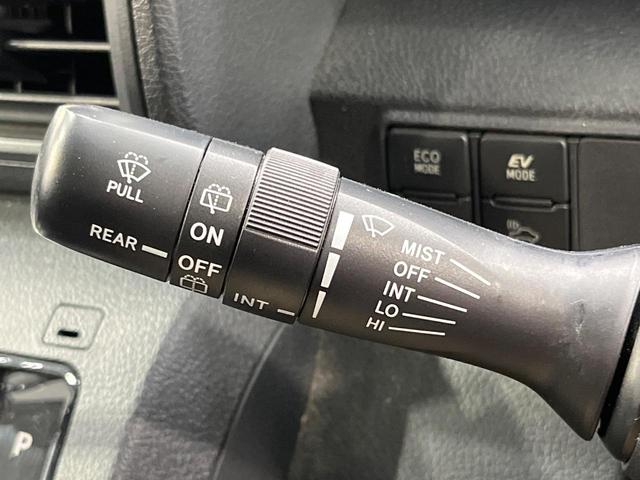 PULL
REAR
ON
OFF
INT
MIST
OFF
INT
LO
HI
ECO
MODE
EV
MODE
P